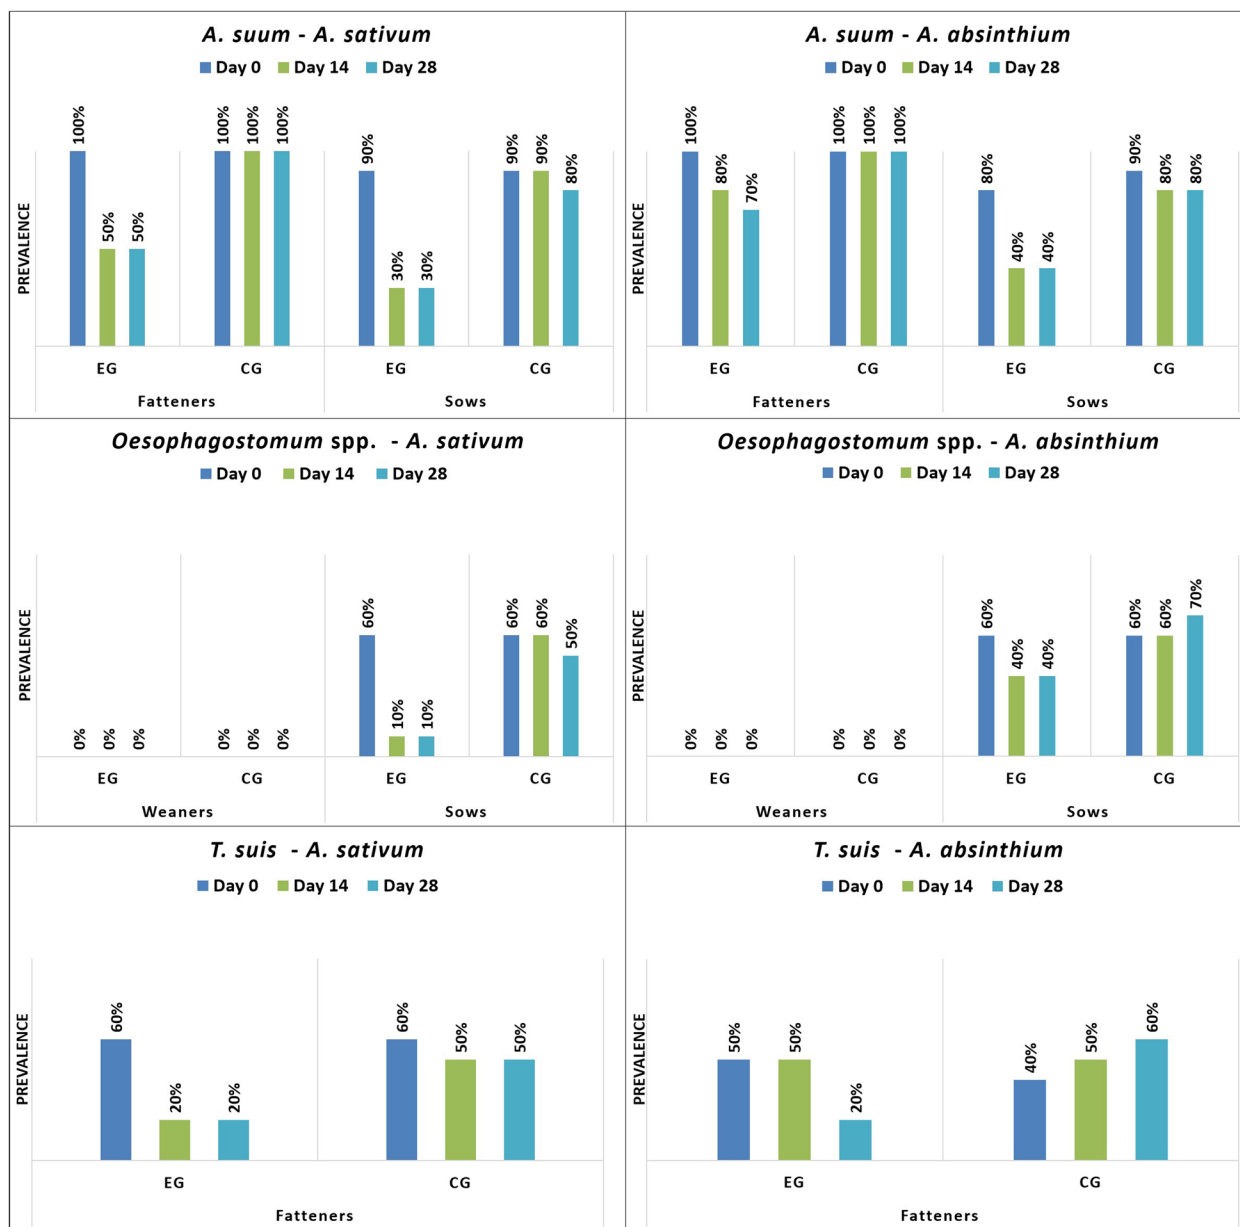 A. suum - A. sativum
Day 0 Day 14 Day 28
PREVALENCE
100% 50% 50% 100% 100% 100% 90% 30% 30% 90% 90% 80%
EG CG EG CG
Fatteners Sows
A. suum - A. absinthium
Day 0 Day 14 Day 28
PREVALENCE
100% 80% 70% 100% 100% 100% 80% 40% 40% 90% 80% 80%
EG CG EG CG
Fatteners Sows
Oesophagostomum spp. - A. sativum
Day 0 Day 14 Day 28
PREVALENCE
0% 0% 0% 0% 0% 0% 60% 10% 10% 60% 60% 50%
EG CG EG CG
Weaners Sows
Oesophagostomum spp. - A. absinthium
Day 0 Day 14 Day 28
PREVALENCE
0% 0% 0% 0% 0% 0% 60% 40% 40% 60% 60% 70%
EG CG EG CG
Weaners Sows
T. suis - A. sativum
Day 0 Day 14 Day 28
PREVALENCE
60% 20% 20% 60% 50% 50%
EG CG
Fatteners
T. suis - A. absinthium
Day 0 Day 14 Day 28
PREVALENCE
50% 50% 20% 40% 50% 60%
EG CG
Fatteners